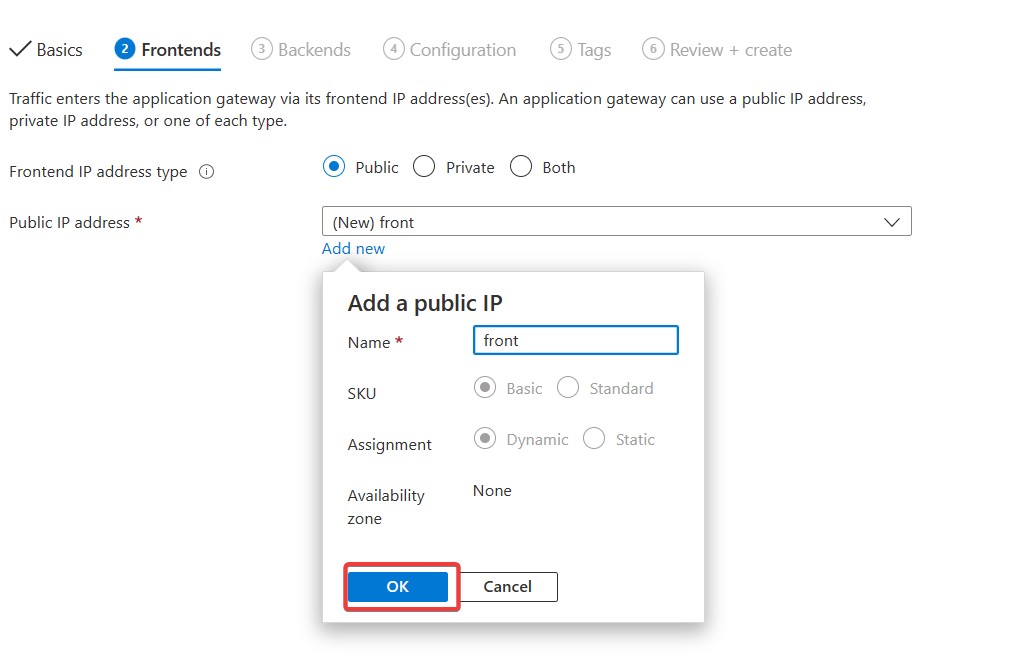 Basics 2 Frontends 3 Backends 4 Configuration 5 Tags 6 Review + create
Traffic enters the application gateway via its frontend IP address(es). An application gateway can use a public IP address,
private IP address, or one of each type.
Frontend IP address type i Public Private Both
Public IP address * (New) front
Add new
Add a public IP
Name * front
SKU Basic Standard
Assignment Dynamic Static
Availability None
zone
OK Cancel